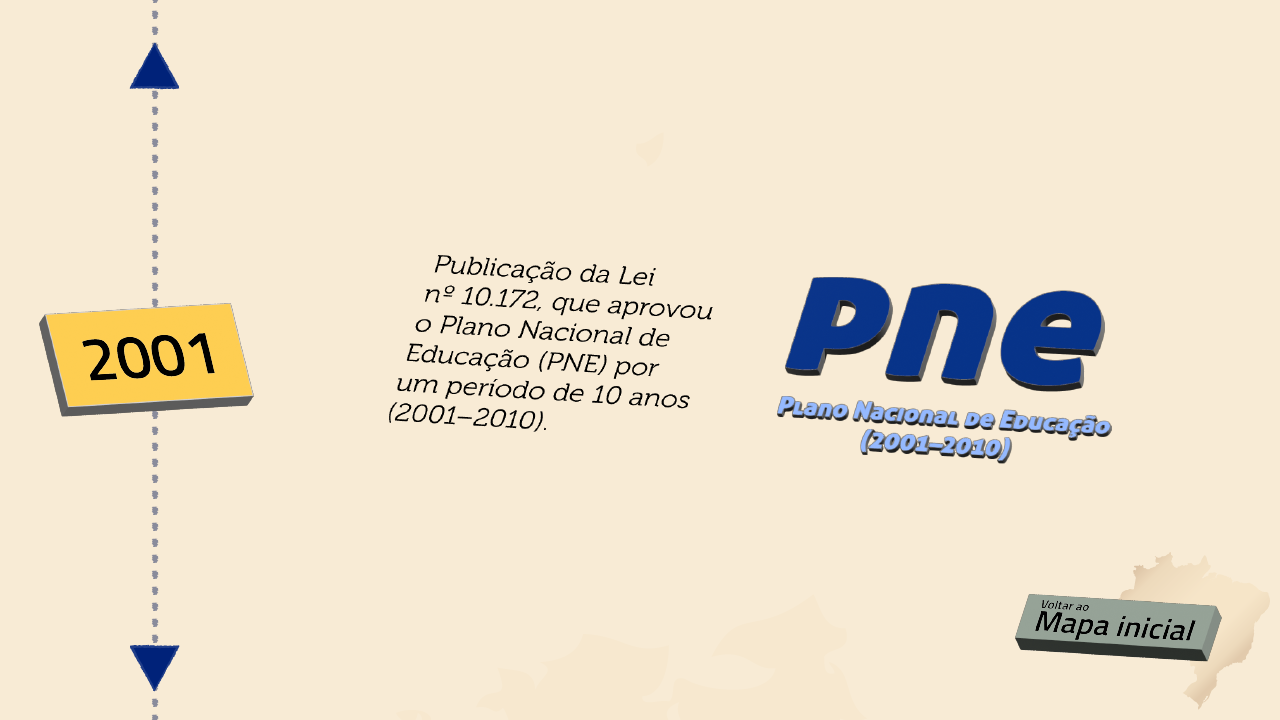 2001
Publicação da Lei
nº 10.172, que aprovou
o Plano Nacional de
Educação (PNE) por
um período de 10 anos
(2001–2010).
pne
Plano Nacional de Educação
(2001–2010)
Voltar ao
Mapa inicial